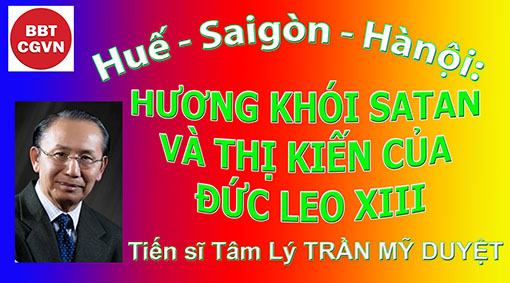 BBT
CGVN
Huế - Saigòn - Hànội:
HƯƠNG KHÓI SATAN
VÀ THỊ KIẾN CỦA
ĐỨC LEO XIII
Tiến sĩ Tâm Lý TRẦN MỸ DUYỆT